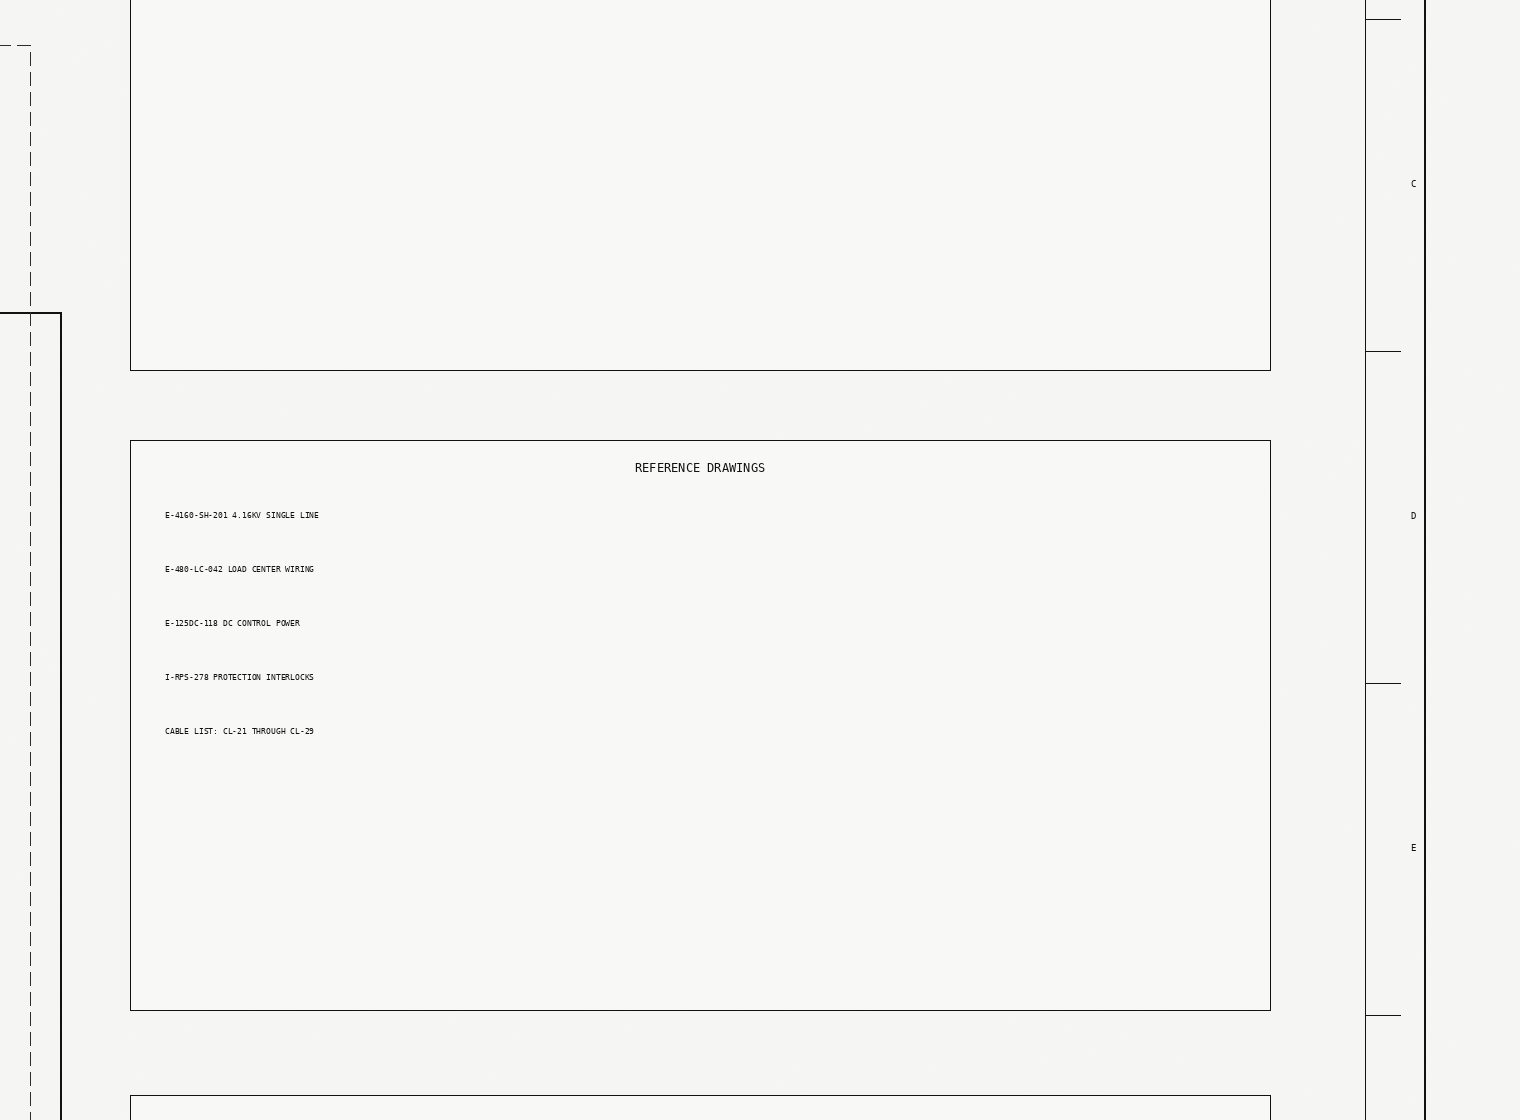 C
REFERENCE DRAWINGS
E-4160-SH-201 4.16KV SINGLE LINE
D
E-480-LC-042 LOAD CENTER WIRING
E-125DC-118 DC CONTROL POWER
I-RPS-278 PROTECTION INTERLOCKS
CABLE LIST: CL-21 THROUGH CL-29
E